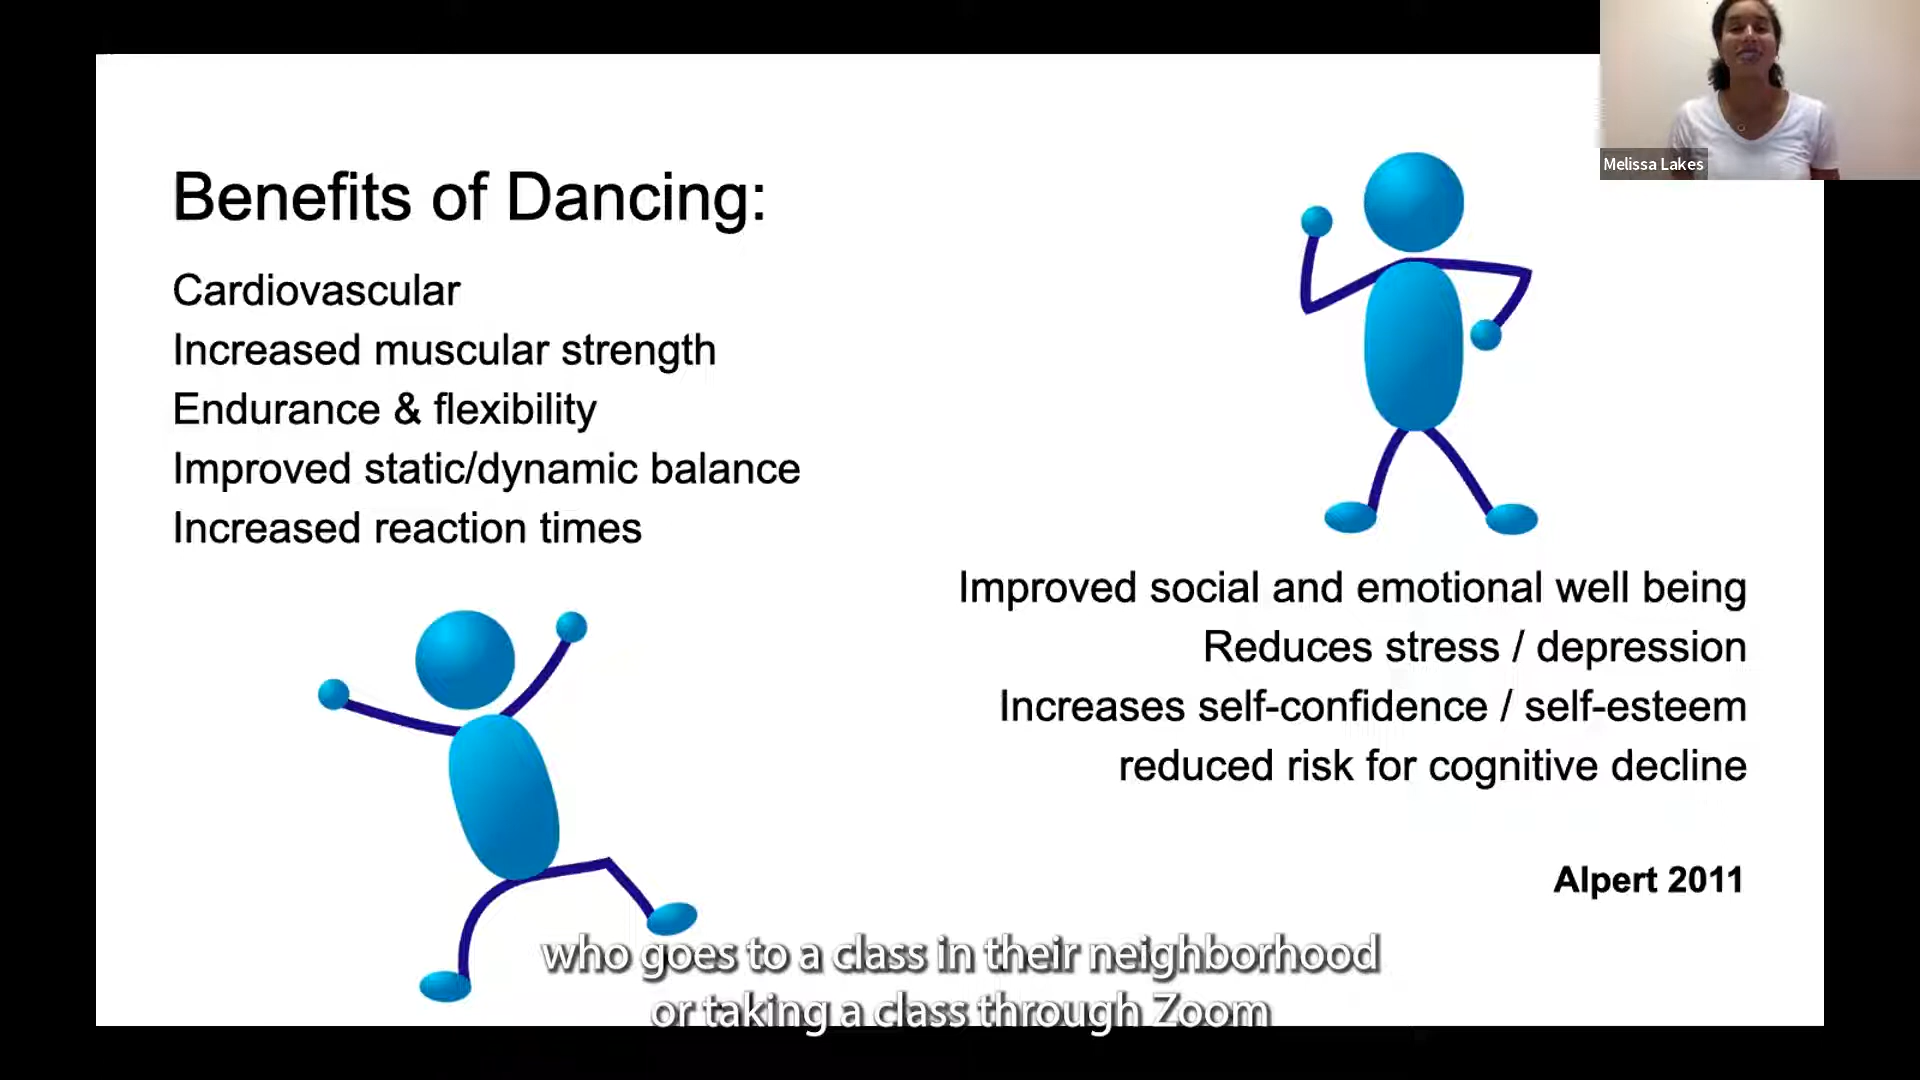 Melissa Lakes
Benefits of Dancing:
Cardiovascular
Increased muscular strength
Endurance & flexibility
Improved static/dynamic balance
Increased reaction times
Improved social and emotional well being
Reduces stress / depression
Increases self-confidence / self-esteem
reduced risk for cognitive decline
Alpert 2011
who goes to a class in their neighborhood
or taking a class through Zoom